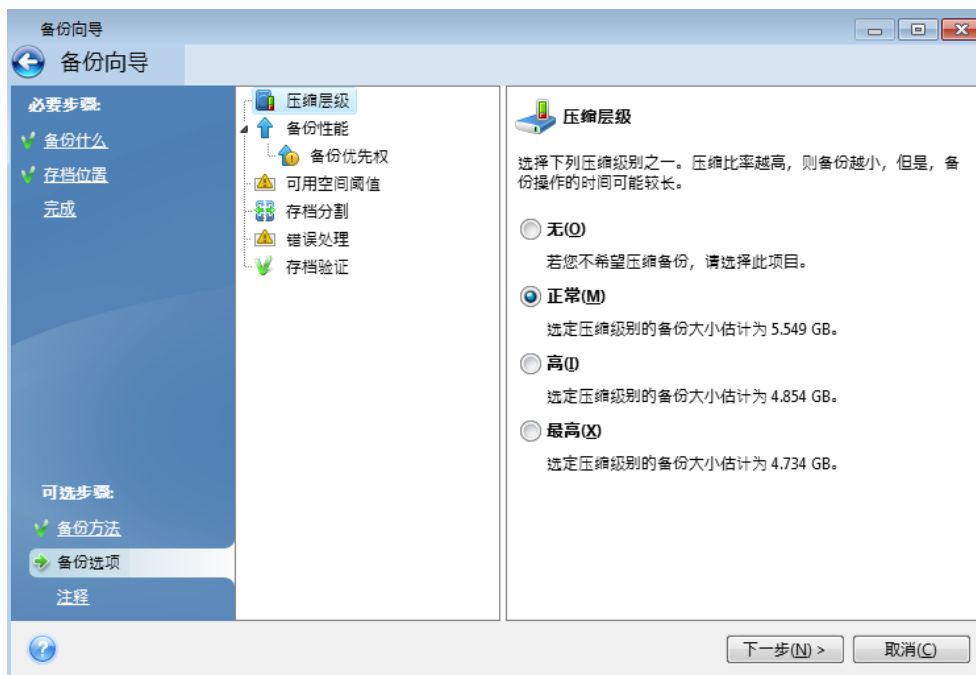 备份向导
备份向导
必要步骤:
备份什么
存档位置
完成
可选步骤:
备份方法
备份选项
注释
压缩层级
备份性能
备份优先权
可用空间阈值
存档分割
错误处理
存档验证
压缩层级
选择下列压缩级别之一。压缩比率越高，则备份越小，但是，备
份操作的时间可能较长。
无(O)
若您不希望压缩备份，请选择此项目。
正常(M)
选定压缩级别的备份大小估计为 5.549 GB。
高(I)
选定压缩级别的备份大小估计为 4.854 GB。
最高(X)
选定压缩级别的备份大小估计为 4.734 GB。
下一步(N) >
取消(C)